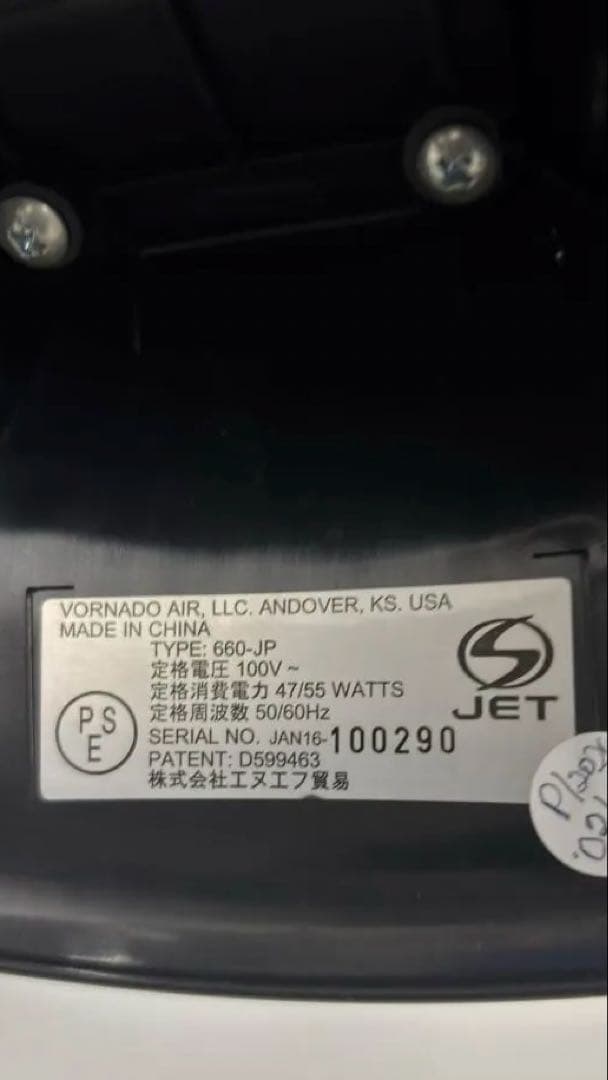 VORNADO AIR, LLC. ANDOVER, KS. USA
MADE IN CHINA
TYPE: 660-JP
定格電圧 100V ~
定格消費電力 47/55 WATTS
定格周波数 50/60Hz
SERIAL NO. JAN16-100290
PATENT: D599463
株式会社エヌエフ貿易
PSE
JET